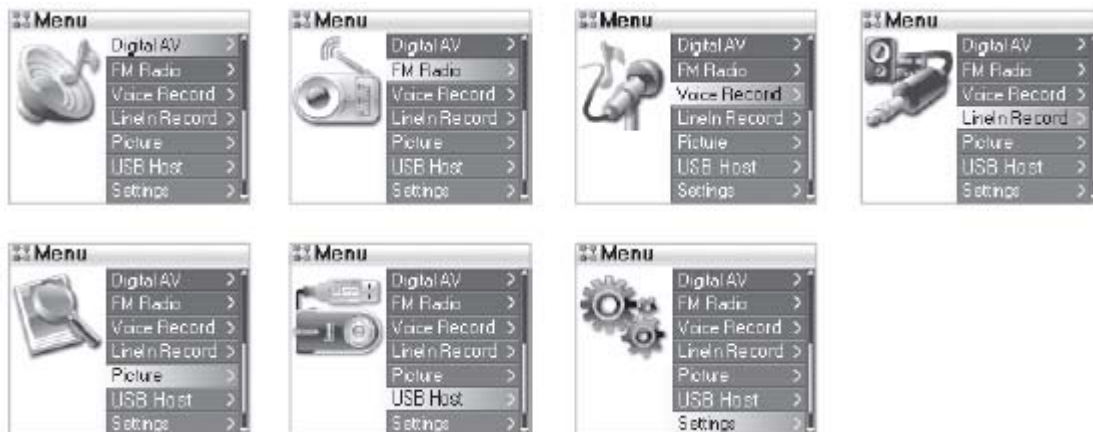 Menu
Digital AV >
FM Radio >
Voice Record >
LineIn Record >
Picture >
USB Host >
Settings >
Menu
Digital AV >
FM Radio >
Voice Record >
LineIn Record >
Picture >
USB Host >
Settings >
Menu
Digital AV >
FM Radio >
Voice Record >
LineIn Record >
Picture >
USB Host >
Settings >
Menu
Digital AV >
FM Radio >
Voice Record >
LineIn Record >
Picture >
USB Host >
Settings >
Menu
Digital AV >
FM Radio >
Voice Record >
LineIn Record >
Picture >
USB Host >
Settings >
Menu
Digital AV >
FM Radio >
Voice Record >
LineIn Record >
Picture >
USB Host >
Settings >
Menu
Digital AV >
FM Radio >
Voice Record >
LineIn Record >
Picture >
USB Host >
Settings >